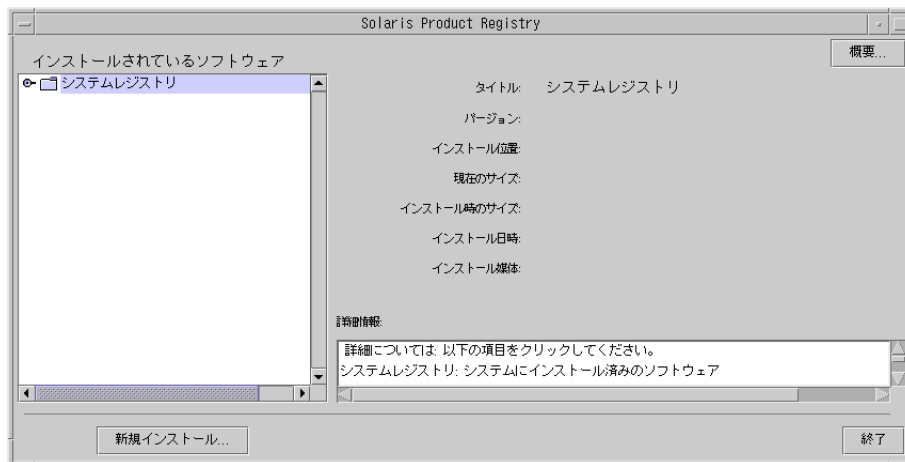 Solaris Product Registry
インストールされているソフトウェア
概要...
システムレジストリ
タイトル: システムレジストリ
バージョン:
インストール位置:
現在のサイズ:
インストール時のサイズ:
インストール日時:
インストール媒体:
詳細情報:
詳細については: 以下の項目をクリックしてください。
システムレジストリ: システムにインストール済みのソフトウェア
新規インストール...
終了